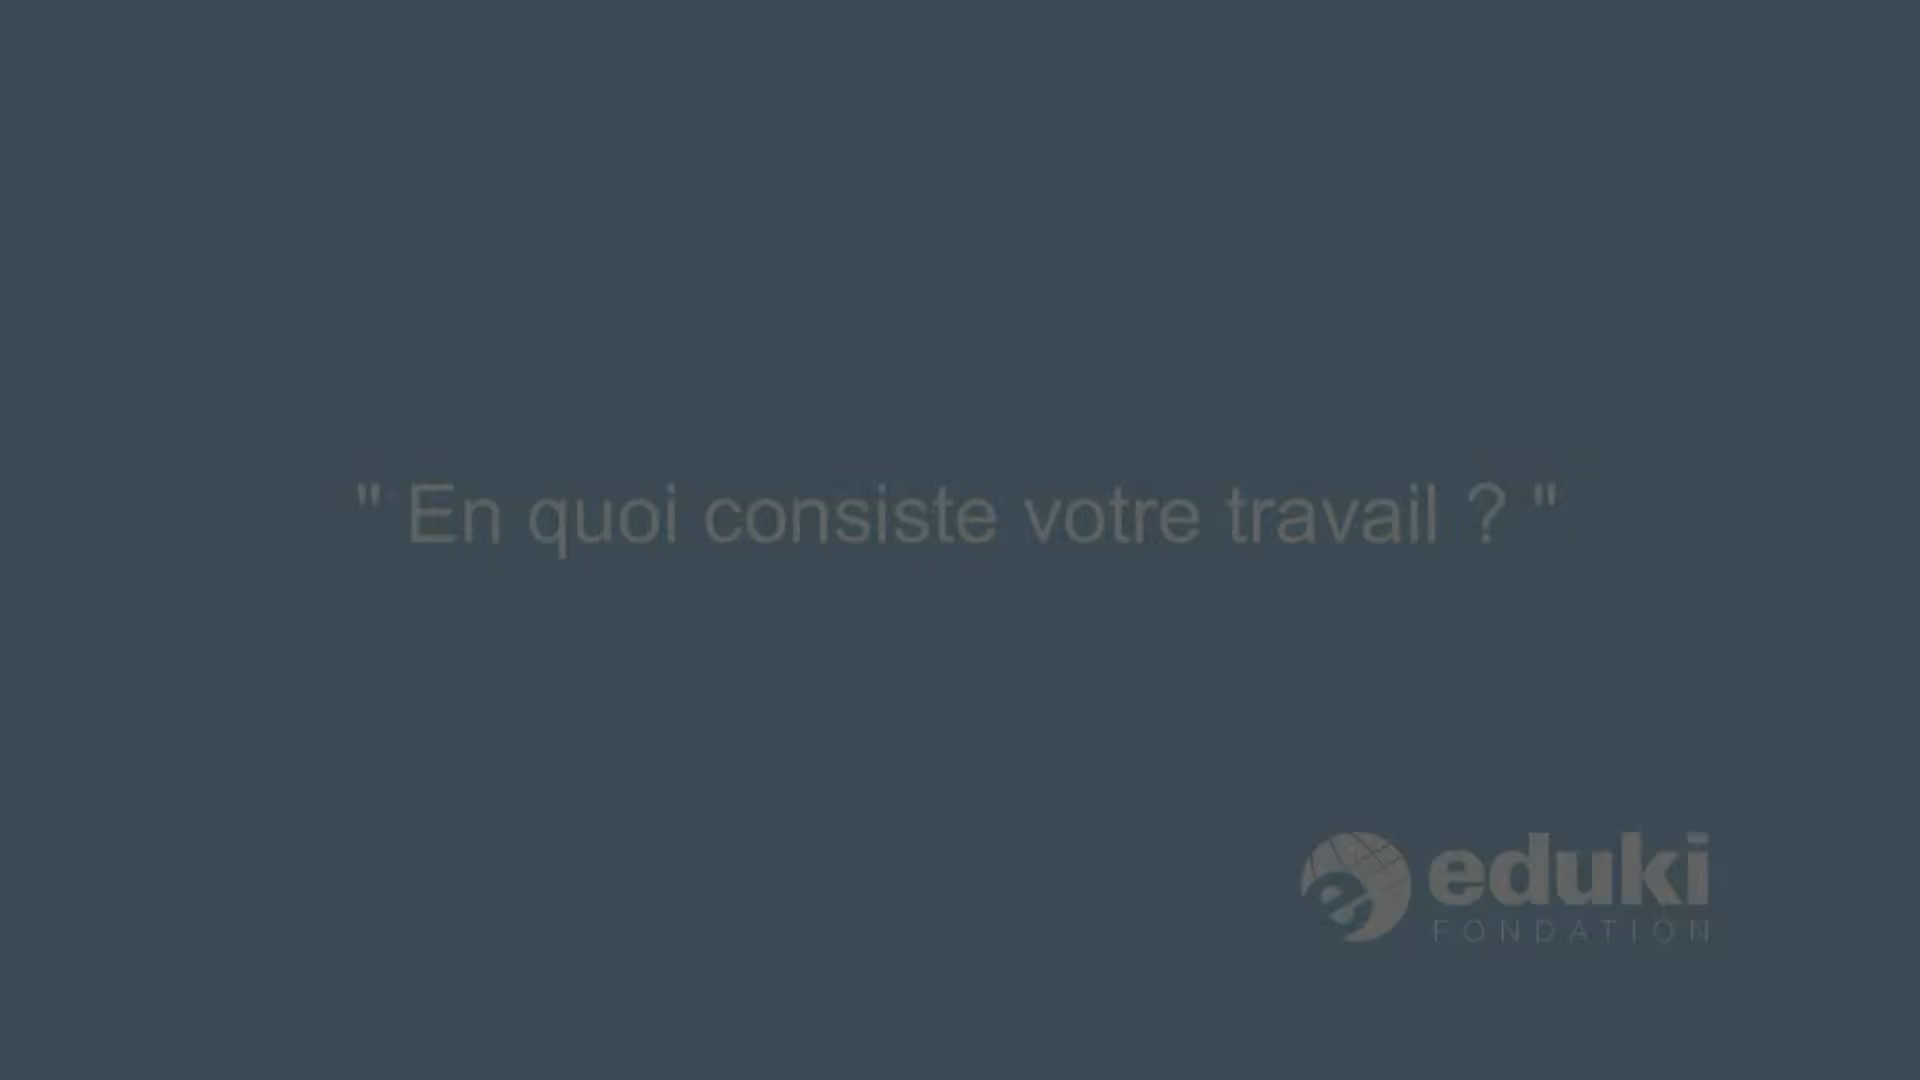 " En quoi consiste votre travail ? "
eduki
FONDATION